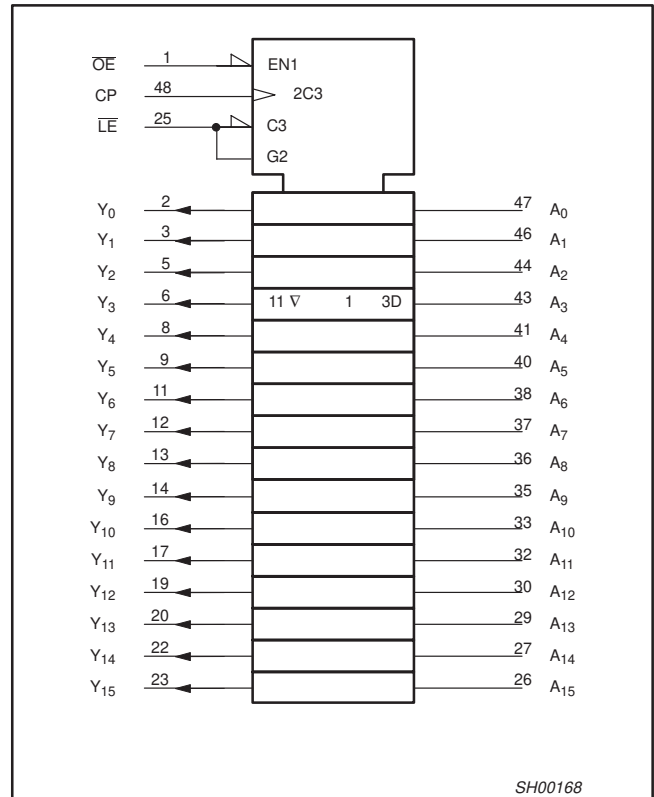 O̅E̅ 1 EN1
CP 48 2C3
L̅E̅ 25 C3
G2
Y0 2 47 A0
Y1 3 46 A1
Y2 5 44 A2
Y3 6 11 ∇ 1 3D 43 A3
Y4 8 41 A4
Y5 9 40 A5
Y6 11 38 A6
Y7 12 37 A7
Y8 13 36 A8
Y9 14 35 A9
Y10 16 33 A10
Y11 17 32 A11
Y12 19 30 A12
Y13 20 29 A13
Y14 22 27 A14
Y15 23 26 A15
SH00168